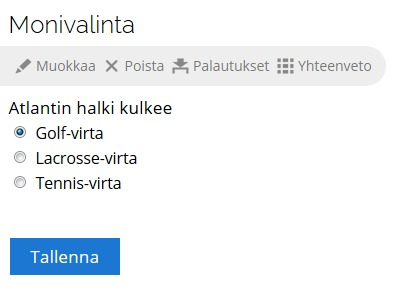 Monivalinta
Muokkaa Poista Palautukset Yhteenveto
Atlantin halki kulkee
Golf-virta
Lacrosse-virta
Tennis-virta
Tallenna